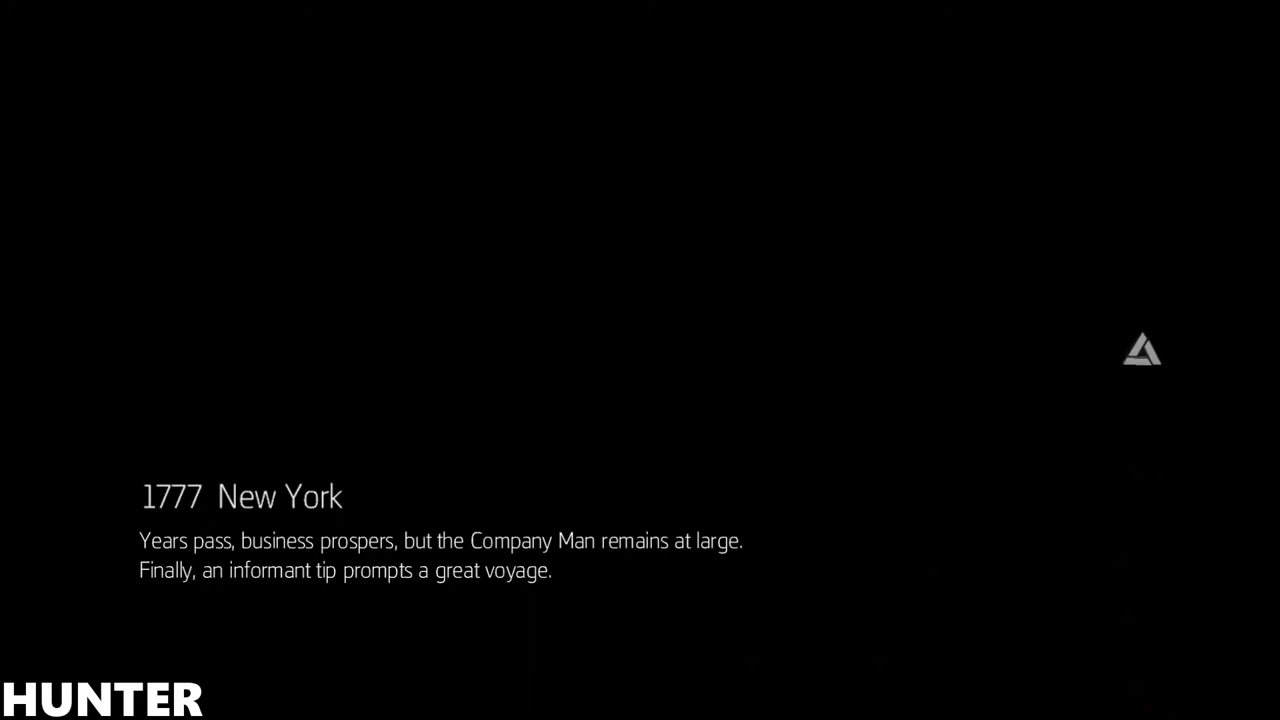 1777 New York
Years pass, business prospers, but the Company Man remains at large.
Finally, an informant tip prompts a great voyage.
HUNTER